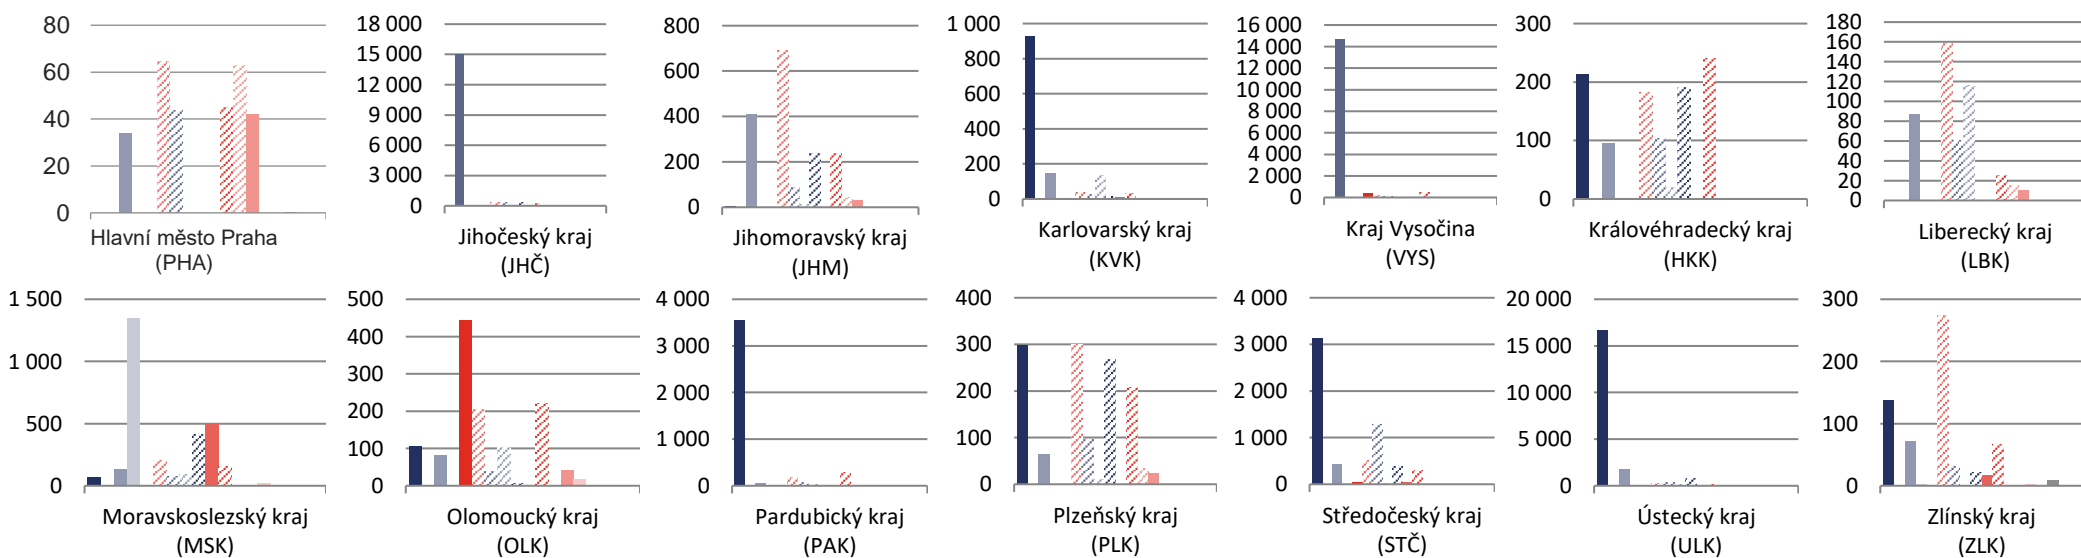 80
60
40
20
0
Hlavní město Praha
(PHA)
18 000
15 000
12 000
9 000
6 000
3 000
0
Jihočeský kraj
(JHČ)
800
600
400
200
0
Jihomoravský kraj
(JHM)
1 000
800
600
400
200
0
Karlovarský kraj
(KVK)
16 000
14 000
12 000
10 000
8 000
6 000
4 000
2 000
0
Kraj Vysočina
(VYS)
300
200
100
0
Královéhradecký kraj
(HKK)
180
160
140
120
100
80
60
40
20
0
Liberecký kraj
(LBK)
1 500
1 000
500
0
Moravskoslezský kraj
(MSK)
500
400
300
200
100
0
Olomoucký kraj
(OLK)
4 000
3 000
2 000
1 000
0
Pardubický kraj
(PAK)
400
300
200
100
0
Plzeňský kraj
(PLK)
4 000
3 000
2 000
1 000
0
Středočeský kraj
(STČ)
20 000
15 000
10 000
5 000
0
Ústecký kraj
(ULK)
300
200
100
0
Zlínský kraj
(ZLK)